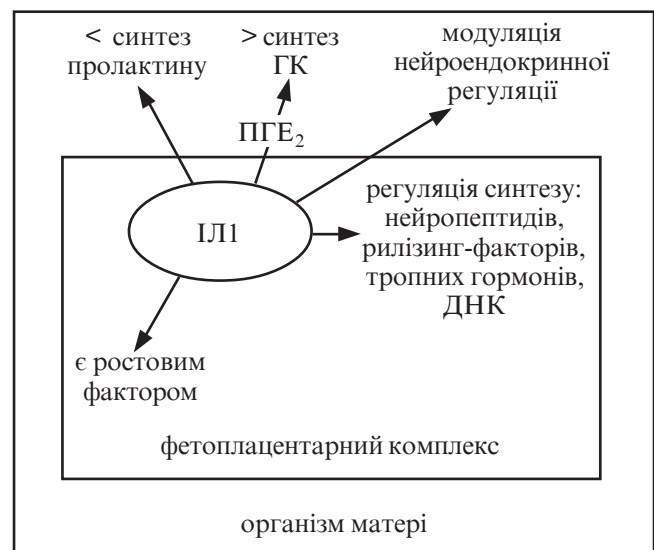 < синтез
пролактину
> синтез
ГК
модуляція
нейроендокринної
регуляції
ПГЕ₂
ІЛ1
регуляція синтезу:
нейропептидів,
рилізинг-факторів,
тропних гормонів,
ДНК
є ростовим
фактором
фетоплацентарний комплекс
організм матері